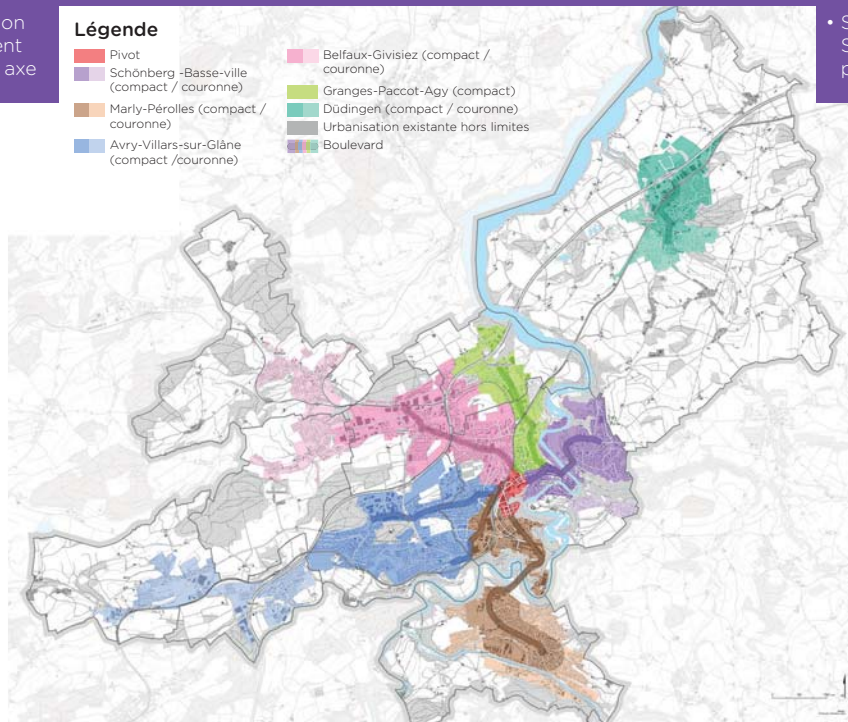 on
ent
axe
• S
S
p
Légende
Pivot
Schönberg -Basse-ville
(compact / couronne)
Marly-Pérolles (compact /
couronne)
Avry-Villars-sur-Glâne
(compact /couronne)
Belfaux-Givisiez (compact /
couronne)
Granges-Paccot-Agy (compact)
Düdingen (compact / couronne)
Urbanisation existante hors limites
Boulevard